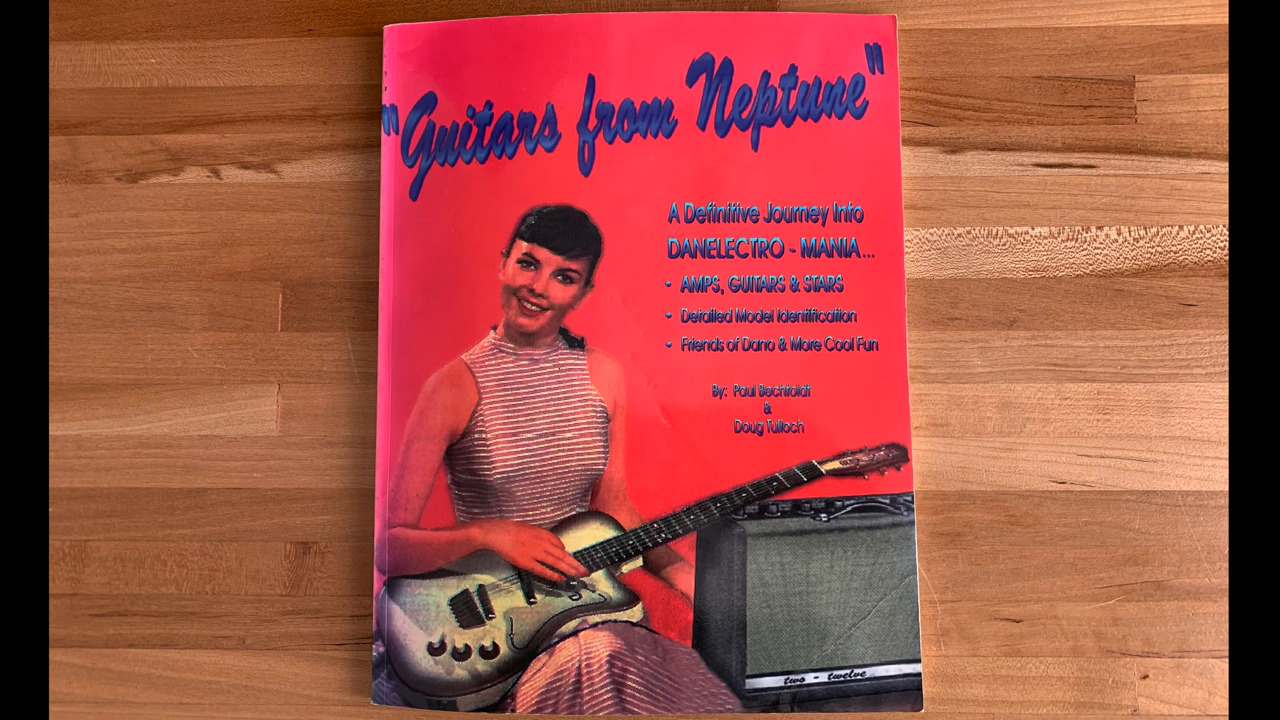 "Guitars from Neptune"
A Definitive Journey Into
DANELECTRO - MANIA...
• AMPS, GUITARS & STARS
• Detailed Model Identification
• Friends of Dano & More Cool Fun
By: Paul Bechtoldt
&
Doug Tulloch
two - twelve